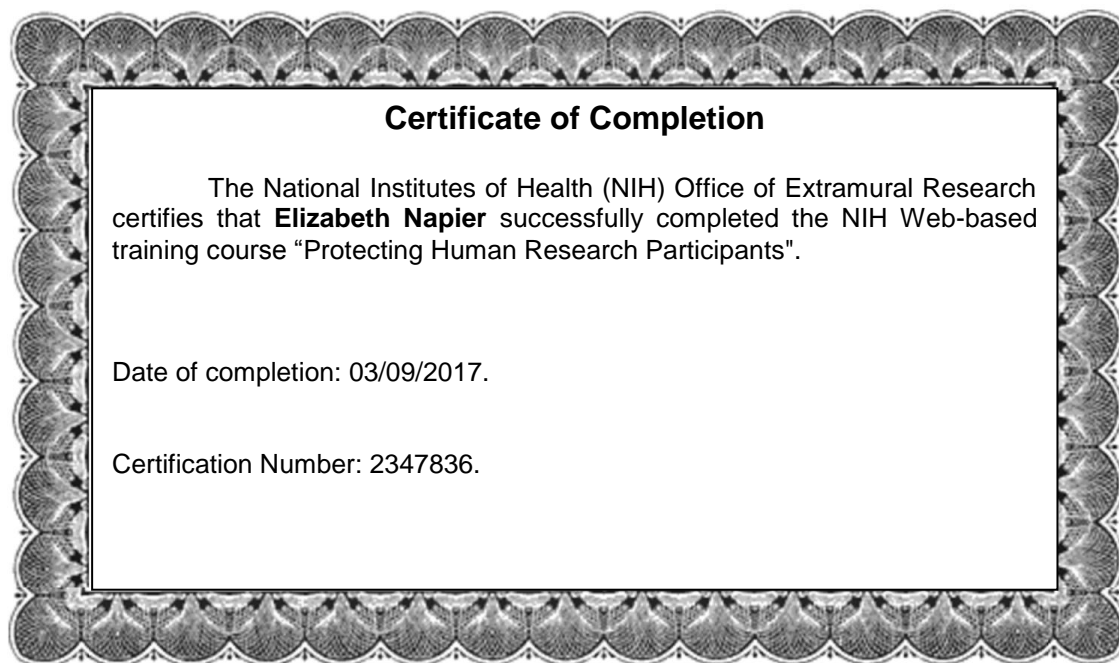 Certificate of Completion
The National Institutes of Health (NIH) Office of Extramural Research
certifies that Elizabeth Napier successfully completed the NIH Web-based
training course “Protecting Human Research Participants".
Date of completion: 03/09/2017.
Certification Number: 2347836.